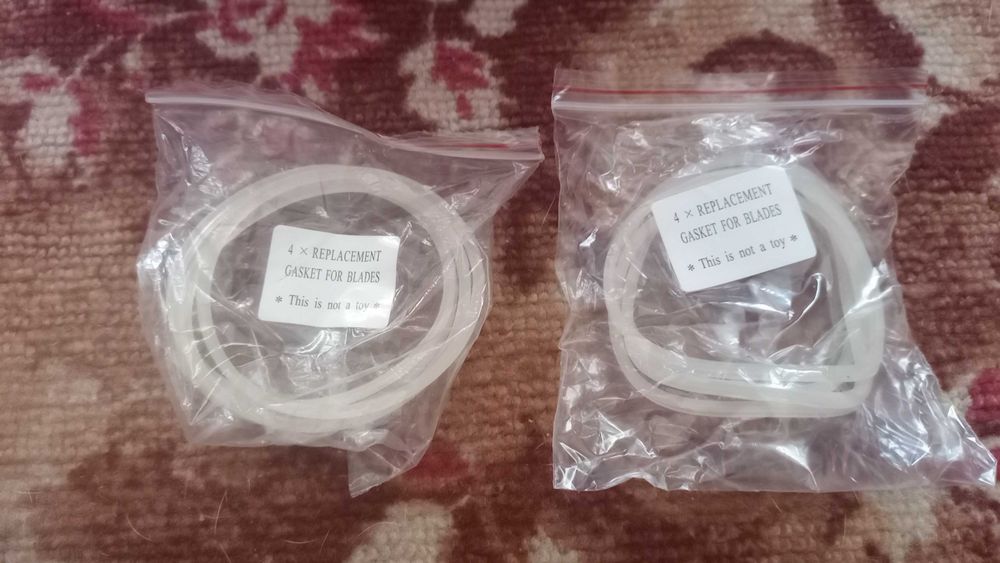 4 × REPLACEMENT
GASKET FOR BLADES
* This is not a toy *
4 × REPLACEMENT
GASKET FOR BLADES
* This is not a toy *